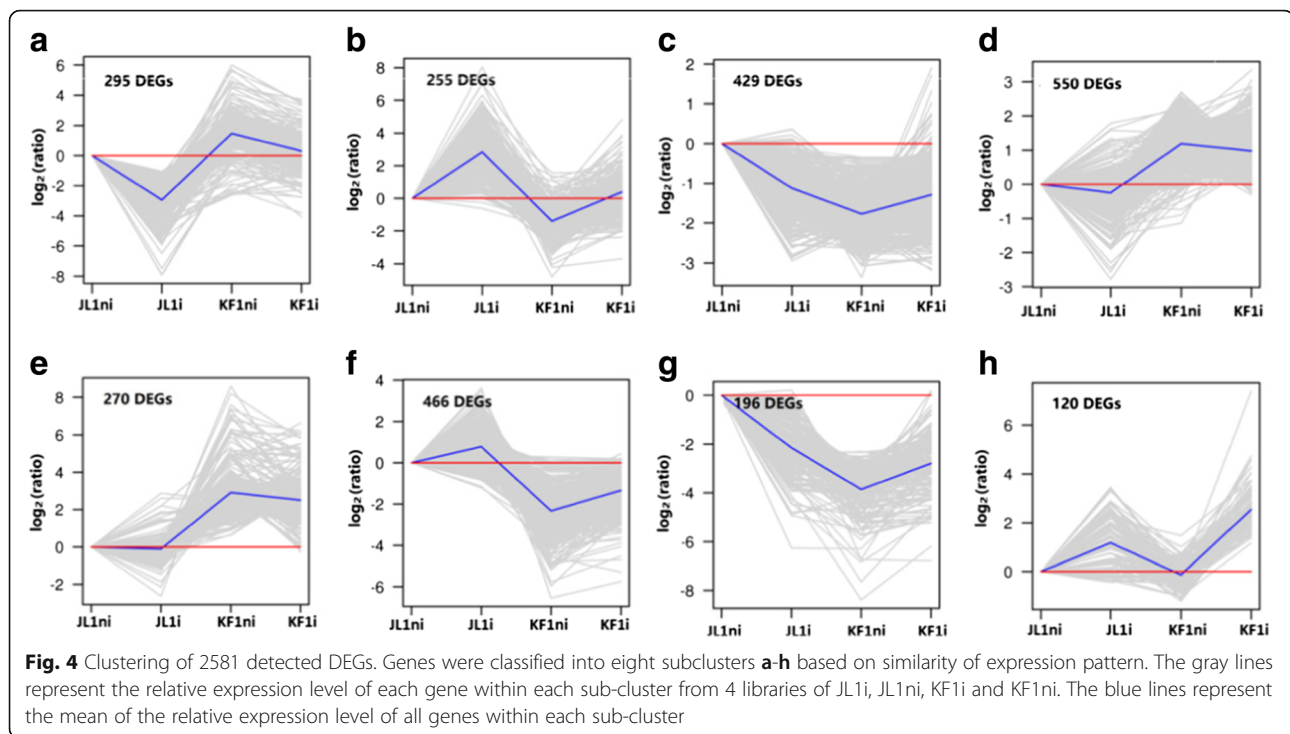 a
295 DEGs
log₂ (ratio)
6
4
2
0
-2
-4
-6
-8
JL1ni
JL1i
KF1ni
KF1i
b
255 DEGs
log₂ (ratio)
8
6
4
2
0
-2
-4
JL1ni
JL1i
KF1ni
KF1i
c
429 DEGs
log₂ (ratio)
2
1
0
-1
-2
-3
JL1ni
JL1i
KF1ni
KF1i
d
550 DEGs
log₂ (ratio)
3
2
1
0
-1
-2
-3
JL1ni
JL1i
KF1ni
KF1i
e
270 DEGs
log₂ (ratio)
8
6
4
2
0
-2
JL1ni
JL1i
KF1ni
KF1i
f
466 DEGs
log₂ (ratio)
4
2
0
-2
-4
-6
JL1ni
JL1i
KF1ni
KF1i
g
196 DEGs
log₂ (ratio)
0
-2
-4
-6
-8
JL1ni
JL1i
KF1ni
KF1i
h
120 DEGs
log₂ (ratio)
6
4
2
0
JL1ni
JL1i
KF1ni
KF1i
Fig. 4 Clustering of 2581 detected DEGs. Genes were classified into eight subclusters a-h based on similarity of expression pattern. The gray lines
represent the relative expression level of each gene within each sub-cluster from 4 libraries of JL1i, JL1ni, KF1i and KF1ni. The blue lines represent
the mean of the relative expression level of all genes within each sub-cluster